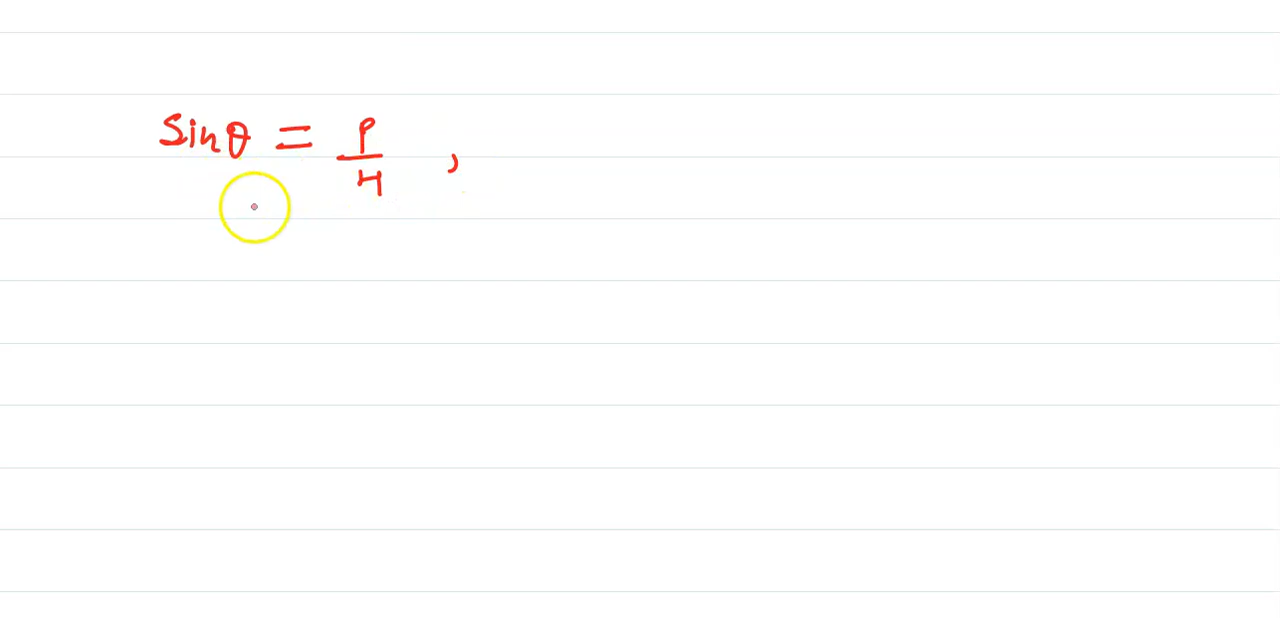 Sinθ = P/H ,